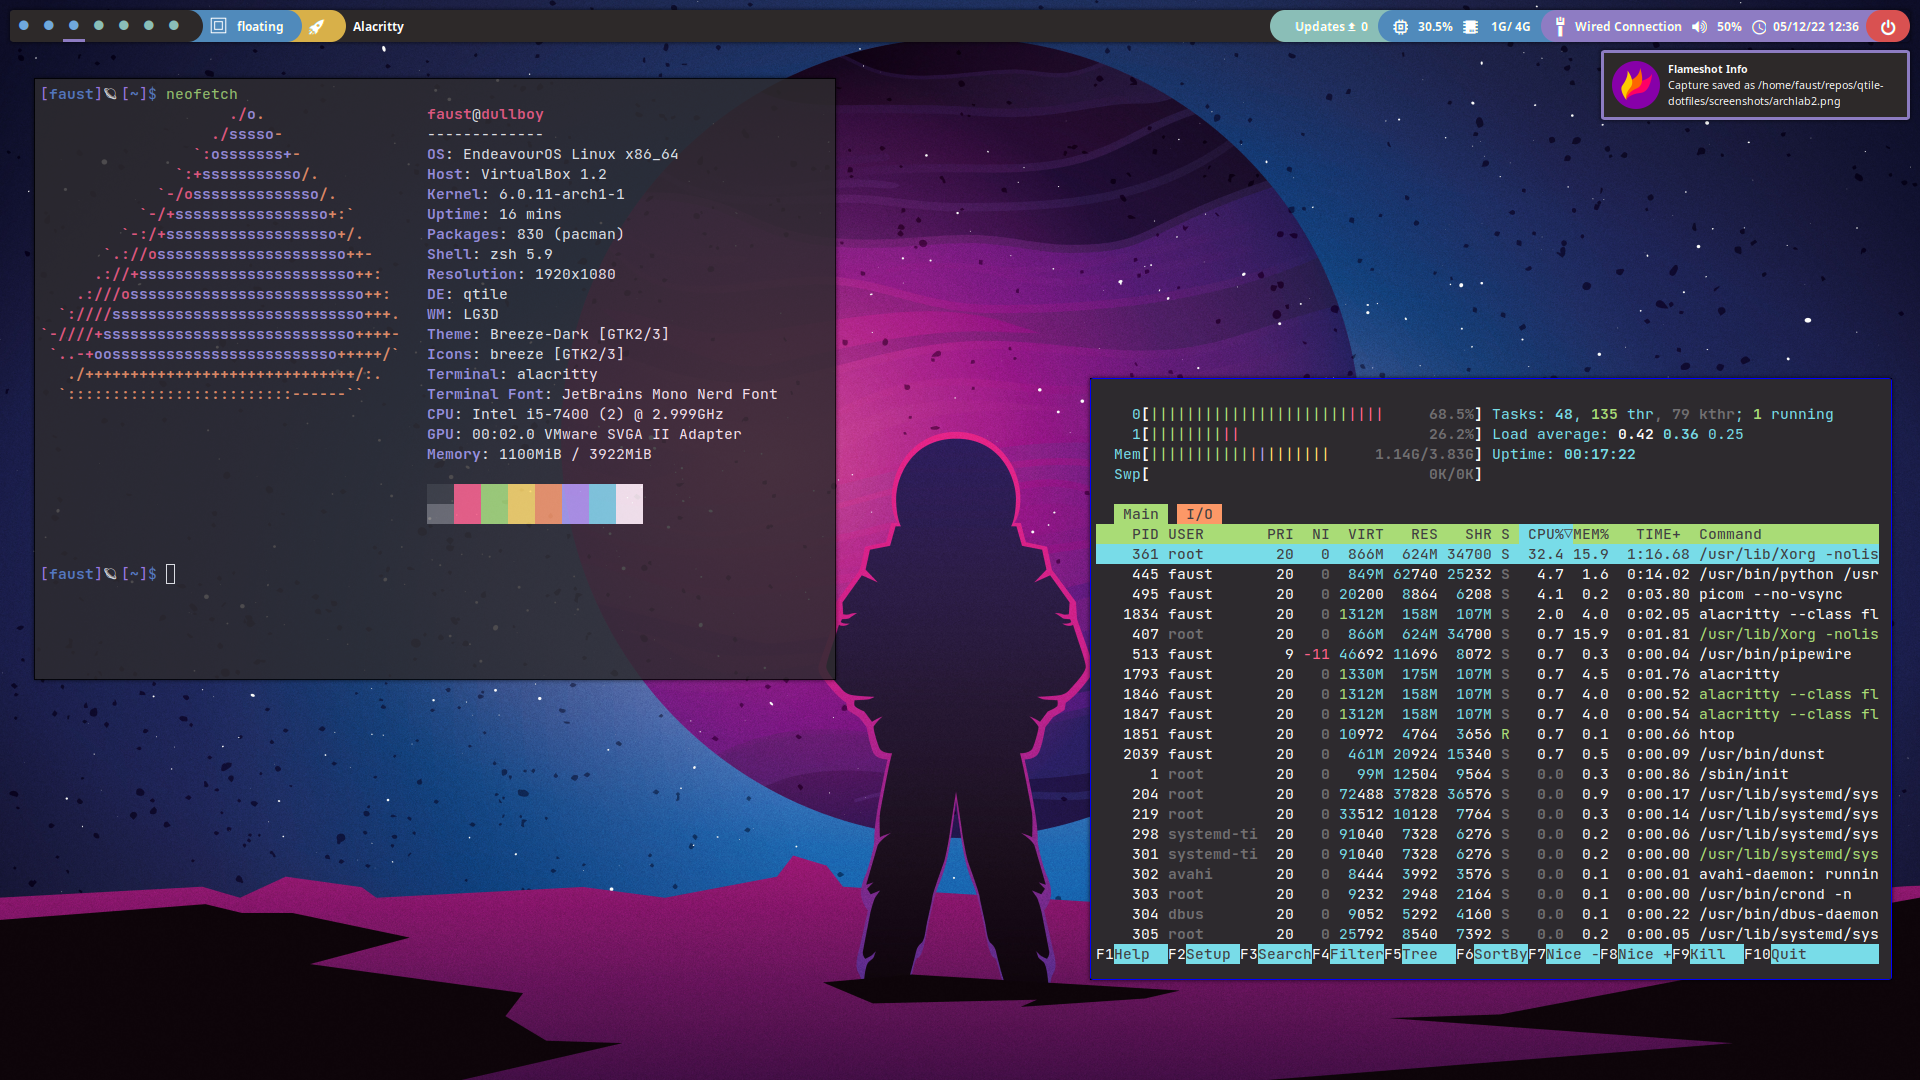 floating Alacritty
Updates 0 30.5% 1G/ 4G Wired Connection 50% 05/12/22 12:36
Flameshot Info
Capture saved as /home/faust/repos/qtile-
dotfiles/screenshots/archlab2.png
[faust] [~]$ neofetch
./o.
./sssso-
`:osssssss+-
`:+sssssssssso/.
`-/ossssssssssssso/.
`-/+sssssssssssssssso+:`
`-:/+sssssssssssssssssso+/.
`.://osssssssssssssssssssso++-
.://+ssssssssssssssssssssssso++:
.:///ossssssssssssssssssssssssso++:
`:////ssssssssssssssssssssssssssso+++.
`-////+ssssssssssssssssssssssssssso++++-
`..-+oosssssssssssssssssssssssso+++++/`
./++++++++++++++++++++++++++++++/:.
`:::::::::::::::::::::::::------``
faust@dullboy
-------------
OS: EndeavourOS Linux x86_64
Host: VirtualBox 1.2
Kernel: 6.0.11-arch1-1
Uptime: 16 mins
Packages: 830 (pacman)
Shell: zsh 5.9
Resolution: 1920x1080
DE: qtile
WM: LG3D
Theme: Breeze-Dark [GTK2/3]
Icons: breeze [GTK2/3]
Terminal: alacritty
Terminal Font: JetBrains Mono Nerd Font
CPU: Intel i5-7400 (2) @ 2.999GHz
GPU: 00:02.0 VMware SVGA II Adapter
Memory: 1100MiB / 3922MiB
[faust] [~]$
0[|||||||||||||||||||||||||| 68.5%] Tasks: 48, 135 thr, 79 kthr; 1 running
1[|||||||||| 26.2%] Load average: 0.42 0.36 0.25
Mem[|||||||||||||||||||| 1.14G/3.83G] Uptime: 00:17:22
Swp[ 0K/0K]
Main I/O
PID USER PRI NI VIRT RES SHR S CPU%▽MEM% TIME+ Command
361 root 20 0 866M 624M 34700 S 32.4 15.9 1:16.68 /usr/lib/Xorg -nolis
445 faust 20 0 849M 62740 25232 S 4.7 1.6 0:14.02 /usr/bin/python /usr
495 faust 20 0 20200 8864 6208 S 4.1 0.2 0:03.80 picom --no-vsync
1834 faust 20 0 1312M 158M 107M S 2.0 4.0 0:02.05 alacritty --class fl
407 root 20 0 866M 624M 34700 S 0.7 15.9 0:01.81 /usr/lib/Xorg -nolis
513 faust 9 -11 46692 11696 8072 S 0.7 0.3 0:00.04 /usr/bin/pipewire
1793 faust 20 0 1330M 175M 107M S 0.7 4.5 0:01.76 alacritty
1846 faust 20 0 1312M 158M 107M S 0.7 4.0 0:00.52 alacritty --class fl
1847 faust 20 0 1312M 158M 107M S 0.7 4.0 0:00.54 alacritty --class fl
1851 faust 20 0 10972 4764 3656 R 0.7 0.1 0:00.66 htop
2039 faust 20 0 461M 20924 15340 S 0.7 0.5 0:00.09 /usr/bin/dunst
1 root 20 0 99M 12504 9564 S 0.0 0.3 0:00.86 /sbin/init
204 root 20 0 72488 37828 36576 S 0.0 0.9 0:00.17 /usr/lib/systemd/sys
219 root 20 0 33512 10128 7764 S 0.0 0.3 0:00.14 /usr/lib/systemd/sys
298 systemd-ti 20 0 91040 7328 6276 S 0.0 0.2 0:00.06 /usr/lib/systemd/sys
301 systemd-ti 20 0 91040 7328 6276 S 0.0 0.2 0:00.00 /usr/lib/systemd/sys
302 avahi 20 0 8444 3992 3576 S 0.0 0.1 0:00.01 avahi-daemon: runnin
303 root 20 0 9232 2948 2164 S 0.0 0.1 0:00.00 /usr/bin/crond -n
304 dbus 20 0 9052 5292 4160 S 0.0 0.1 0:00.22 /usr/bin/dbus-daemon
305 root 20 0 25792 8540 7392 S 0.0 0.2 0:00.05 /usr/lib/systemd/sys
F1Help F2Setup F3SearchF4FilterF5Tree F6SortByF7Nice -F8Nice +F9Kill F10Quit